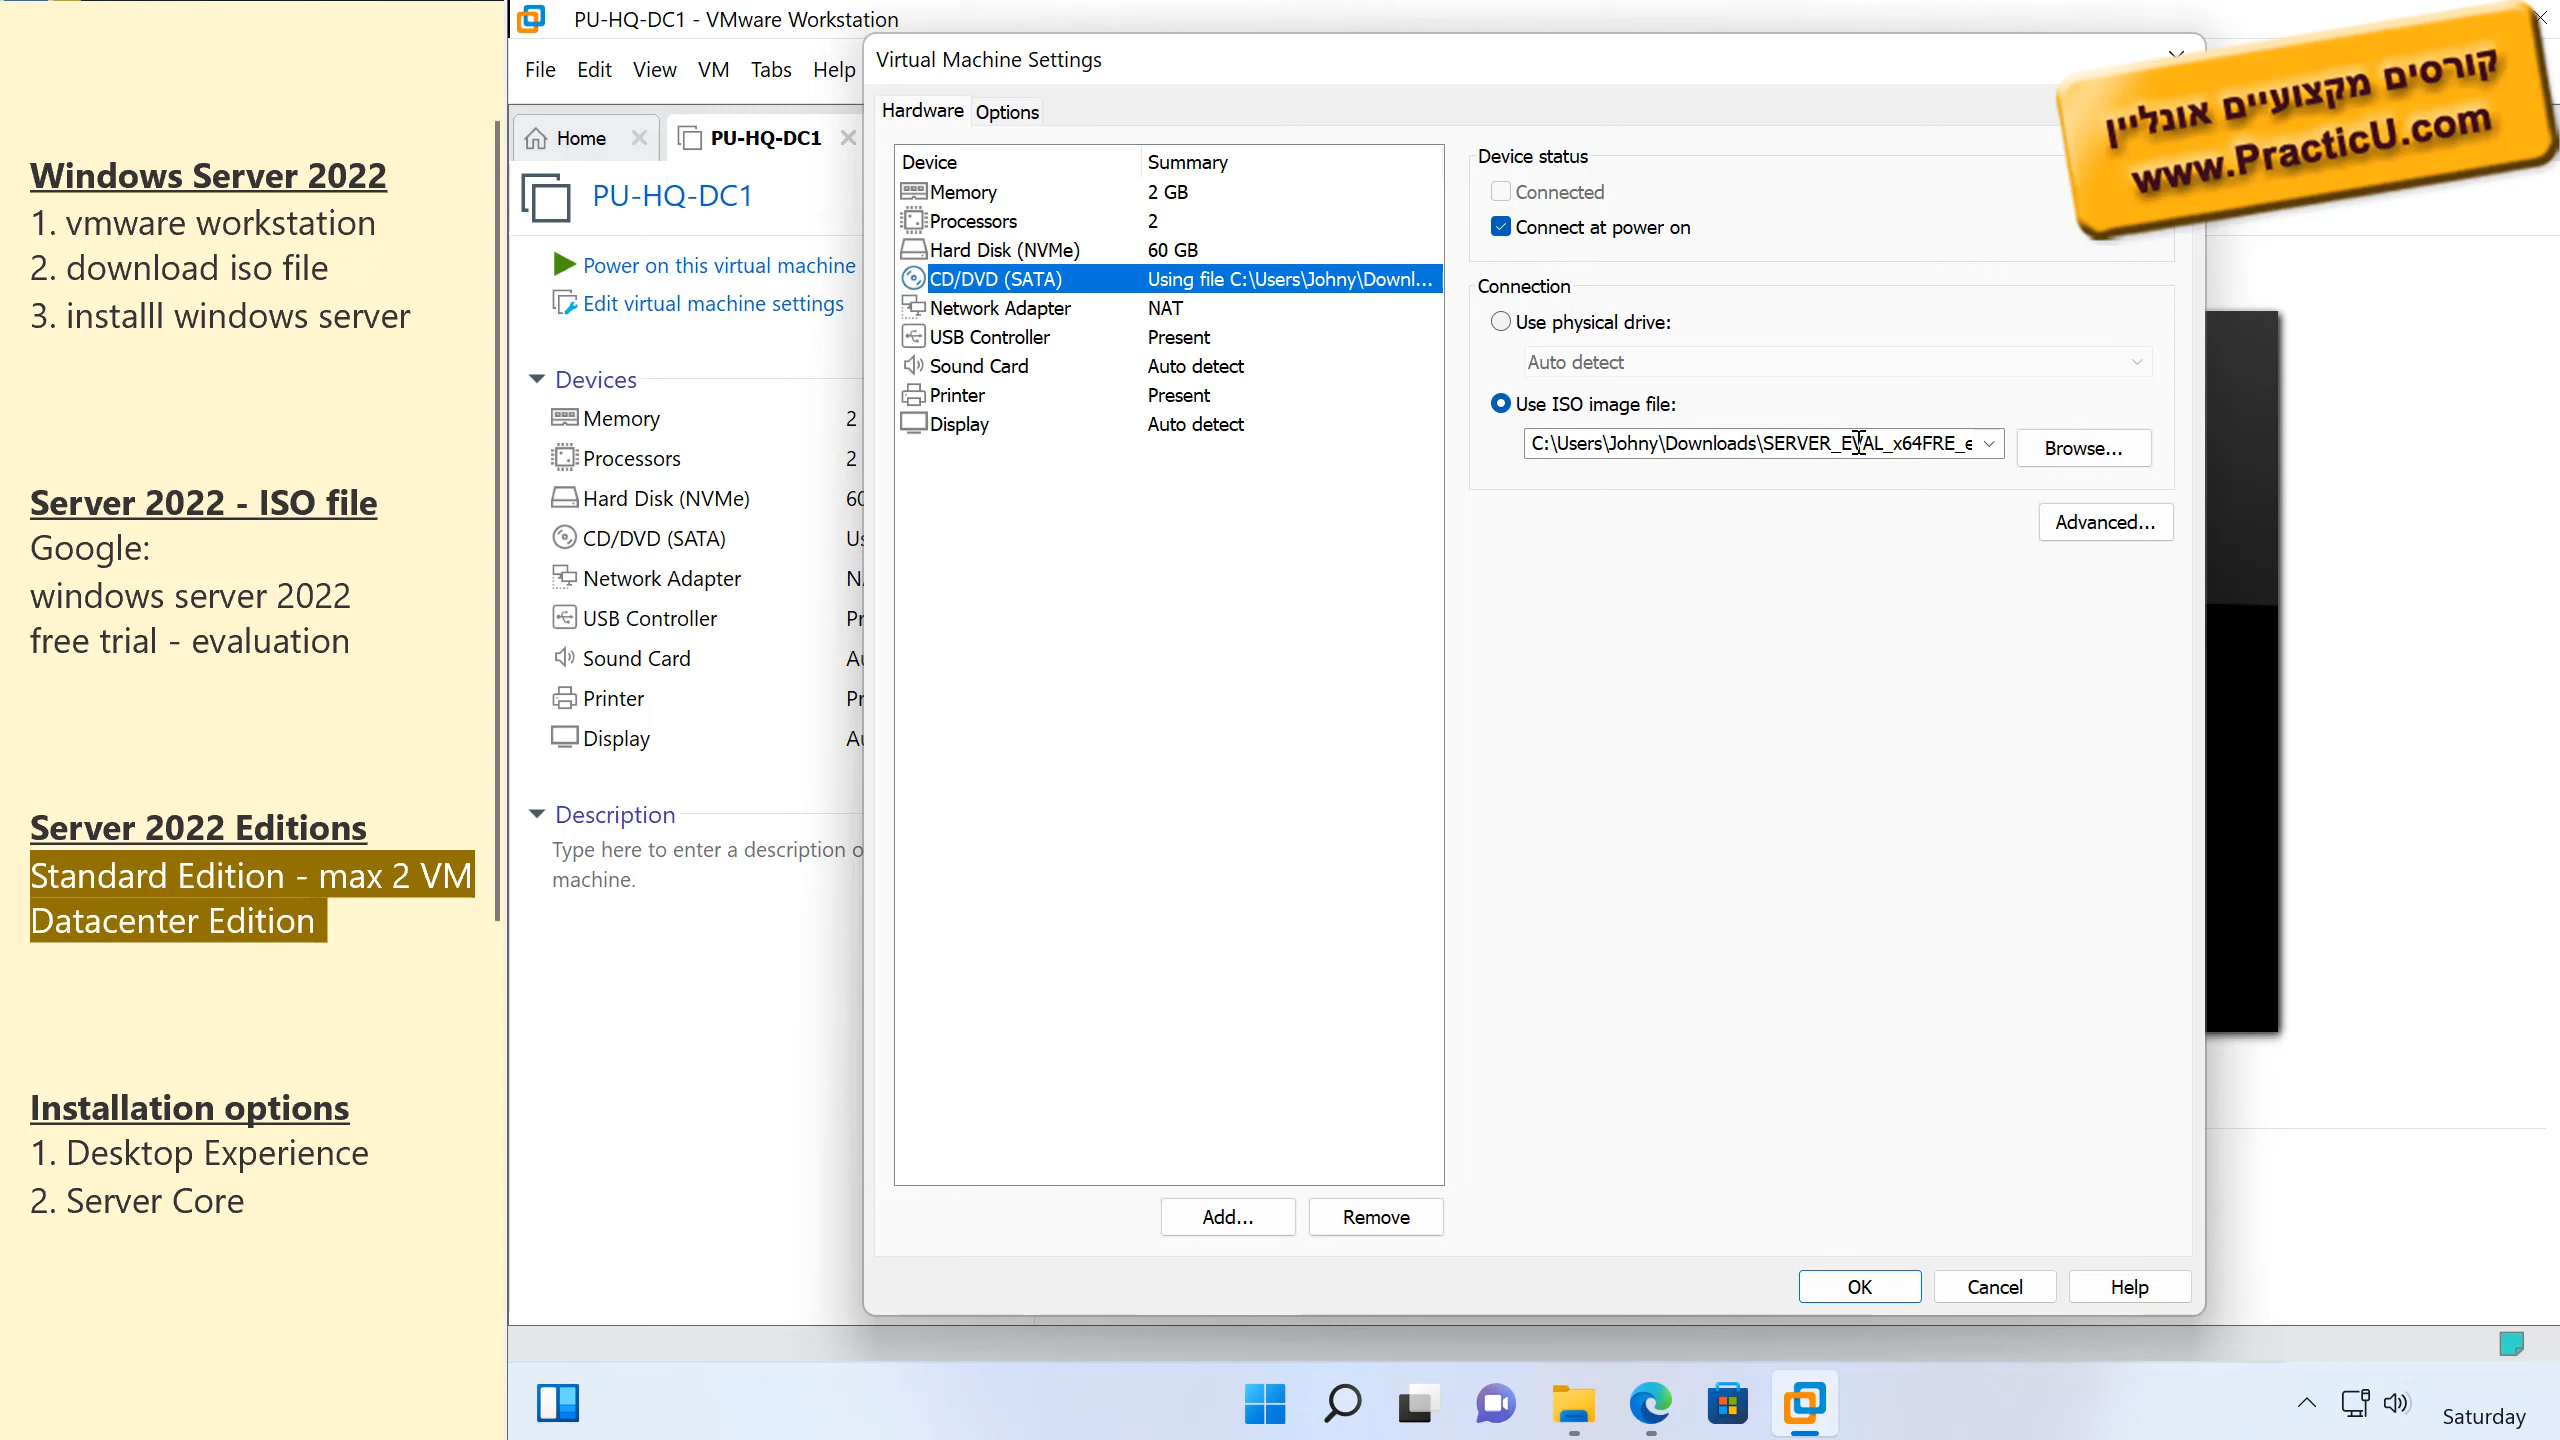 Windows Server 2022
1. vmware workstation
2. download iso file
3. installl windows server
Server 2022 - ISO file
Google:
windows server 2022
free trial - evaluation
Server 2022 Editions
Standard Edition - max 2 VM
Datacenter Edition
Installation options
1. Desktop Experience
2. Server Core
PU-HQ-DC1 - VMware Workstation
File Edit View VM Tabs Help
Home
PU-HQ-DC1
PU-HQ-DC1
Power on this virtual machine
Edit virtual machine settings
Devices
Memory 2
Processors 2
Hard Disk (NVMe) 60
CD/DVD (SATA) Us
Network Adapter NA
USB Controller Pr
Sound Card Au
Printer Pr
Display Au
Description
Type here to enter a description o
machine.
Virtual Machine Settings
Hardware Options
Device Summary
Memory 2 GB
Processors 2
Hard Disk (NVMe) 60 GB
CD/DVD (SATA) Using file C:\Users\Johny\Downl...
Network Adapter NAT
USB Controller Present
Sound Card Auto detect
Printer Present
Display Auto detect
Add... Remove
Device status
Connected
Connect at power on
Connection
Use physical drive:
Auto detect
Use ISO image file:
C:\Users\Johny\Downloads\SERVER_EVAL_x64FRE_e
Browse...
Advanced...
OK Cancel Help
קורסים מקצועיים אונליין
www.PracticU.com
Saturday